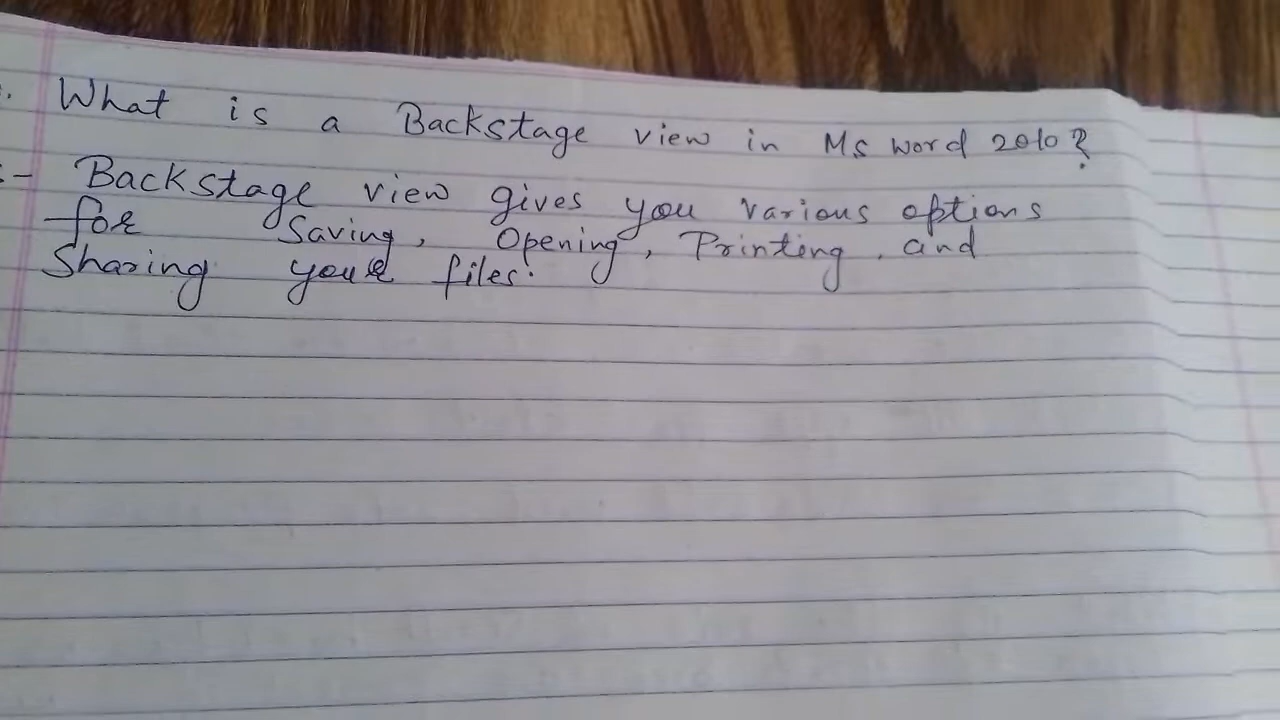 . What is a Backstage view in Ms Word 2010?
:- Backstage view gives you various options
for Saving, Opening, Printing, and
Sharing your files.